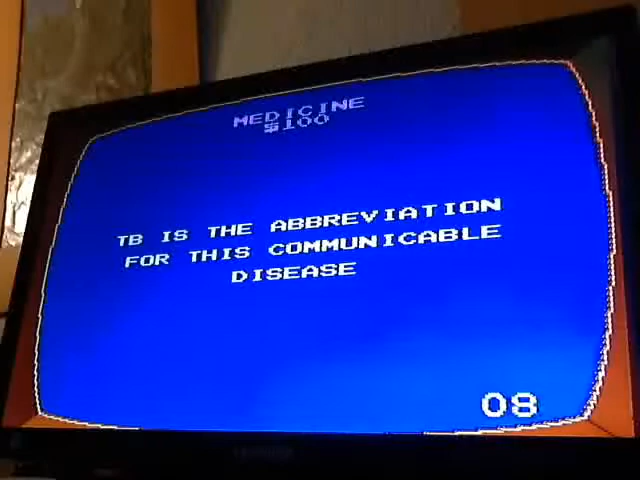 MEDICINE
$100
TB IS THE ABBREVIATION
FOR THIS COMMUNICABLE
DISEASE
08